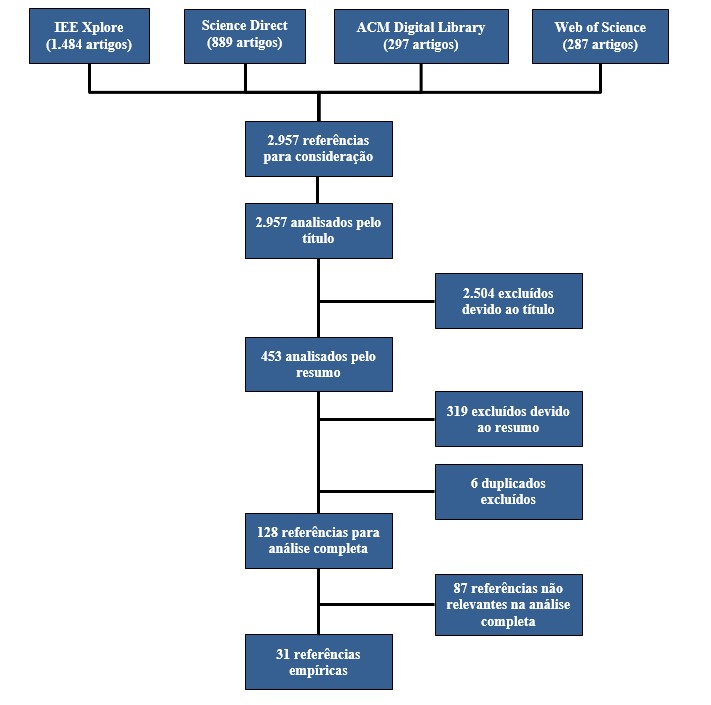 IEE Xplore
(1.484 artigos)
Science Direct
(889 artigos)
ACM Digital Library
(297 artigos)
Web of Science
(287 artigos)
2.957 referências
para consideração
2.957 analisados pelo
título
2.504 excluídos
devido ao título
453 analisados pelo
resumo
319 excluídos devido
ao resumo
6 duplicados
excluídos
128 referências para
análise completa
87 referências não
relevantes na análise
completa
31 referências
empíricas